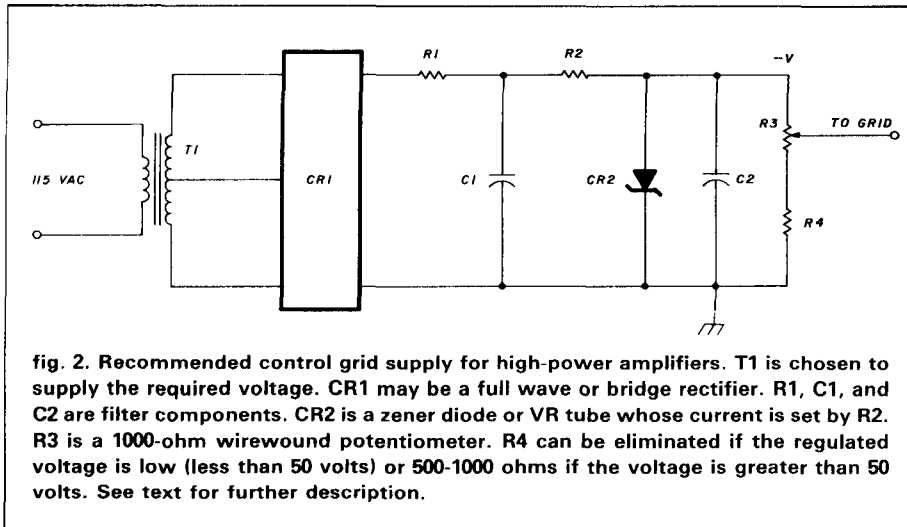 R1
R2
–V
R3
TO GRID
T1
115 VAC
CR1
C1
CR2
C2
R4
fig. 2. Recommended control grid supply for high-power amplifiers. T1 is chosen to
supply the required voltage. CR1 may be a full wave or bridge rectifier. R1, C1, and
C2 are filter components. CR2 is a zener diode or VR tube whose current is set by R2.
R3 is a 1000-ohm wirewound potentiometer. R4 can be eliminated if the regulated
voltage is low (less than 50 volts) or 500-1000 ohms if the voltage is greater than 50
volts. See text for further description.